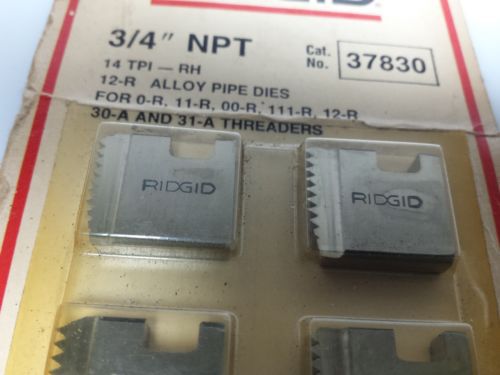 3/4" NPT
Cat. No. 37830
14 TPI — RH
12-R ALLOY PIPE DIES
FOR 0-R, 11-R, 00-R, 111-R, 12-R
30-A AND 31-A THREADERS
RIDGID
RIDGID